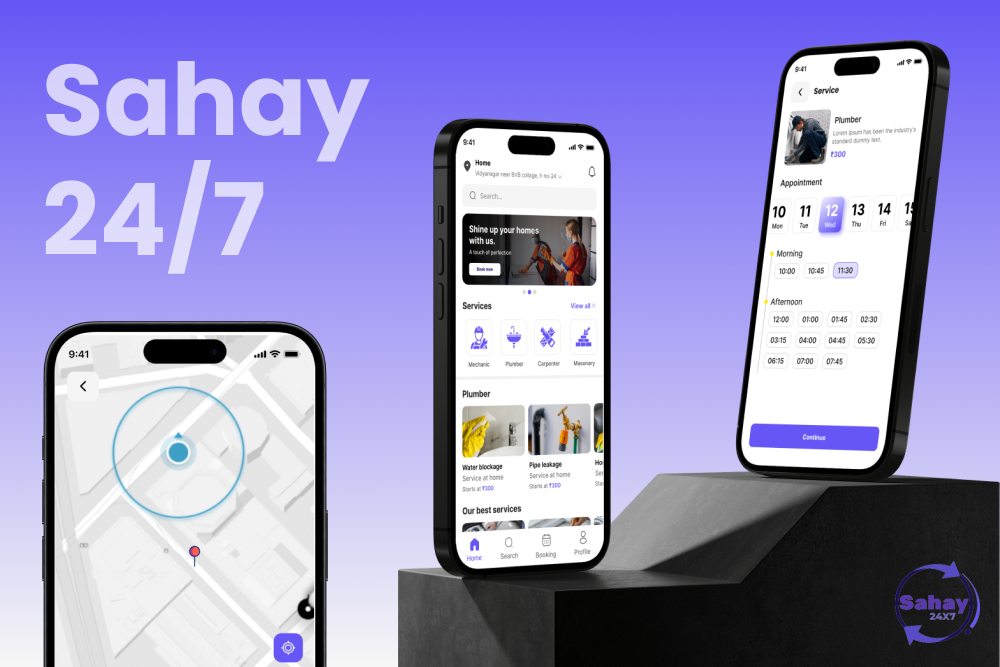 Sahay
24/7
9:41
9:41
Home
Vidyanagar near BVB collage, h no-24
Search...
Shine up your homes
with us.
A touch of perfection
Book now
Services
View all
Mechanic
Plumber
Carpenter
Masonary
Plumber
Water blockage
Service at home
Starts at ₹300
Pipe leakage
Service at home
Starts at ₹300
Ho
Se
Our best services
Home
Search
Booking
Profile
9:41
Service
Plumber
Lorem Ipsum has been the industry's
standard dummy text.
₹300
Appointment
10 11 12 13 14 15
Mon Tue Wed Thu Fri Sa
Morning
10:00 10:45 11:30
Afternoon
12:00 01:00 01:45 02:30
03:15 04:00 04:45 05:30
06:15 07:00 07:45
Continue
Sahay
24X7